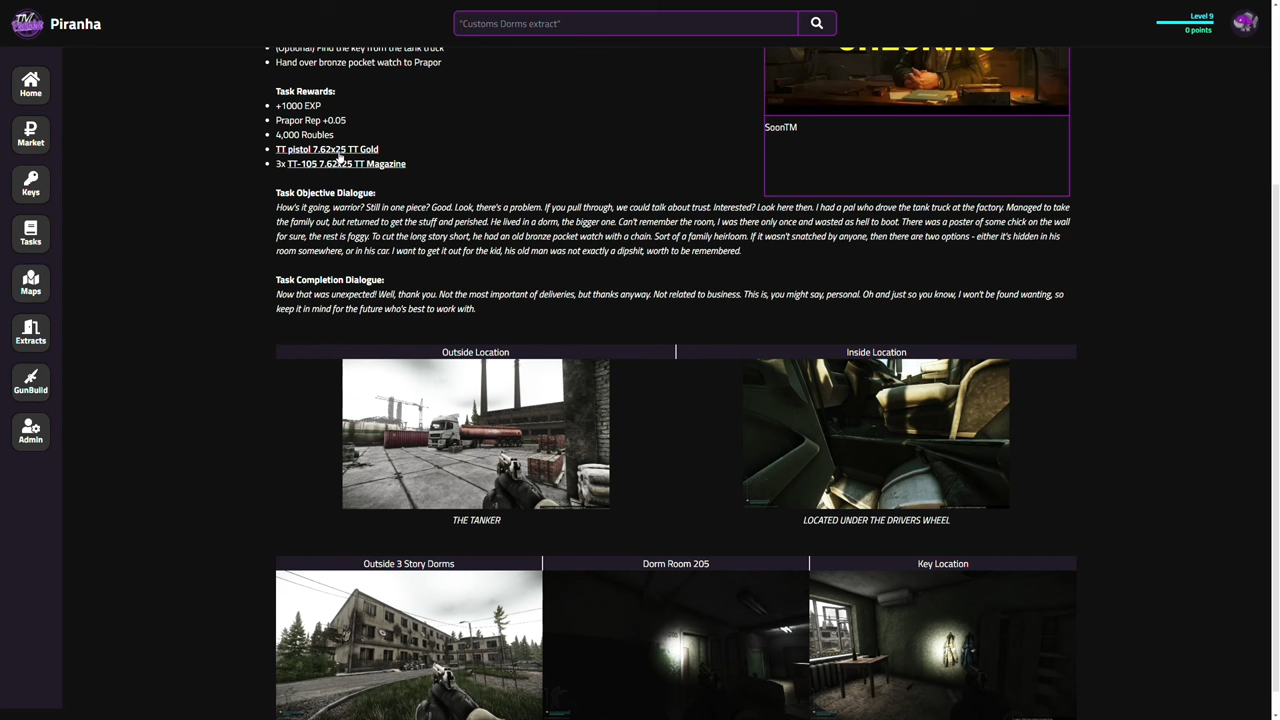 Piranha
"Customs Dorms extract"
Level 9
0 points
Home
Market
Keys
Tasks
Maps
Extracts
GunBuild
Admin
(Optional) Find the key from the tank truck
Hand over bronze pocket watch to Prapor
Task Rewards:
+1000 EXP
Prapor Rep +0.05
4,000 Roubles
TT pistol 7.62x25 TT Gold
3x TT-105 7.62x25 TT Magazine
CHECKING
SoonTM
Task Objective Dialogue:
How's it going, warrior? Still in one piece? Good. Look, there's a problem. If you pull through, we could talk about trust. Interested? Look here then. I had a pal who drove the tank truck at the factory. Managed to
take the family out, but returned to get the stuff and perished. He lived in a dorm, the bigger one. Can't remember the room, I was there only once and wasted as hell to boot. There was a poster of some chick on the wall
for sure, the rest is foggy. To cut the long story short, he had an old bronze pocket watch with a chain. Sort of a family heirloom. If it wasn't snatched by anyone, then there are two options - either it's hidden in his
room somewhere, or in his car. I want to get it out for the kid, his old man was not exactly a dipshit, worth to be remembered.
Task Completion Dialogue:
Now that was unexpected! Well, thank you. Not the most important of deliveries, but thanks anyway. Not related to business. This is, you might say, personal. Oh and just so you know, I won't be found wanting, so
keep it in mind for the future who's best to work with.
Outside Location
Inside Location
THE TANKER
LOCATED UNDER THE DRIVERS WHEEL
Outside 3 Story Dorms
Dorm Room 205
Key Location